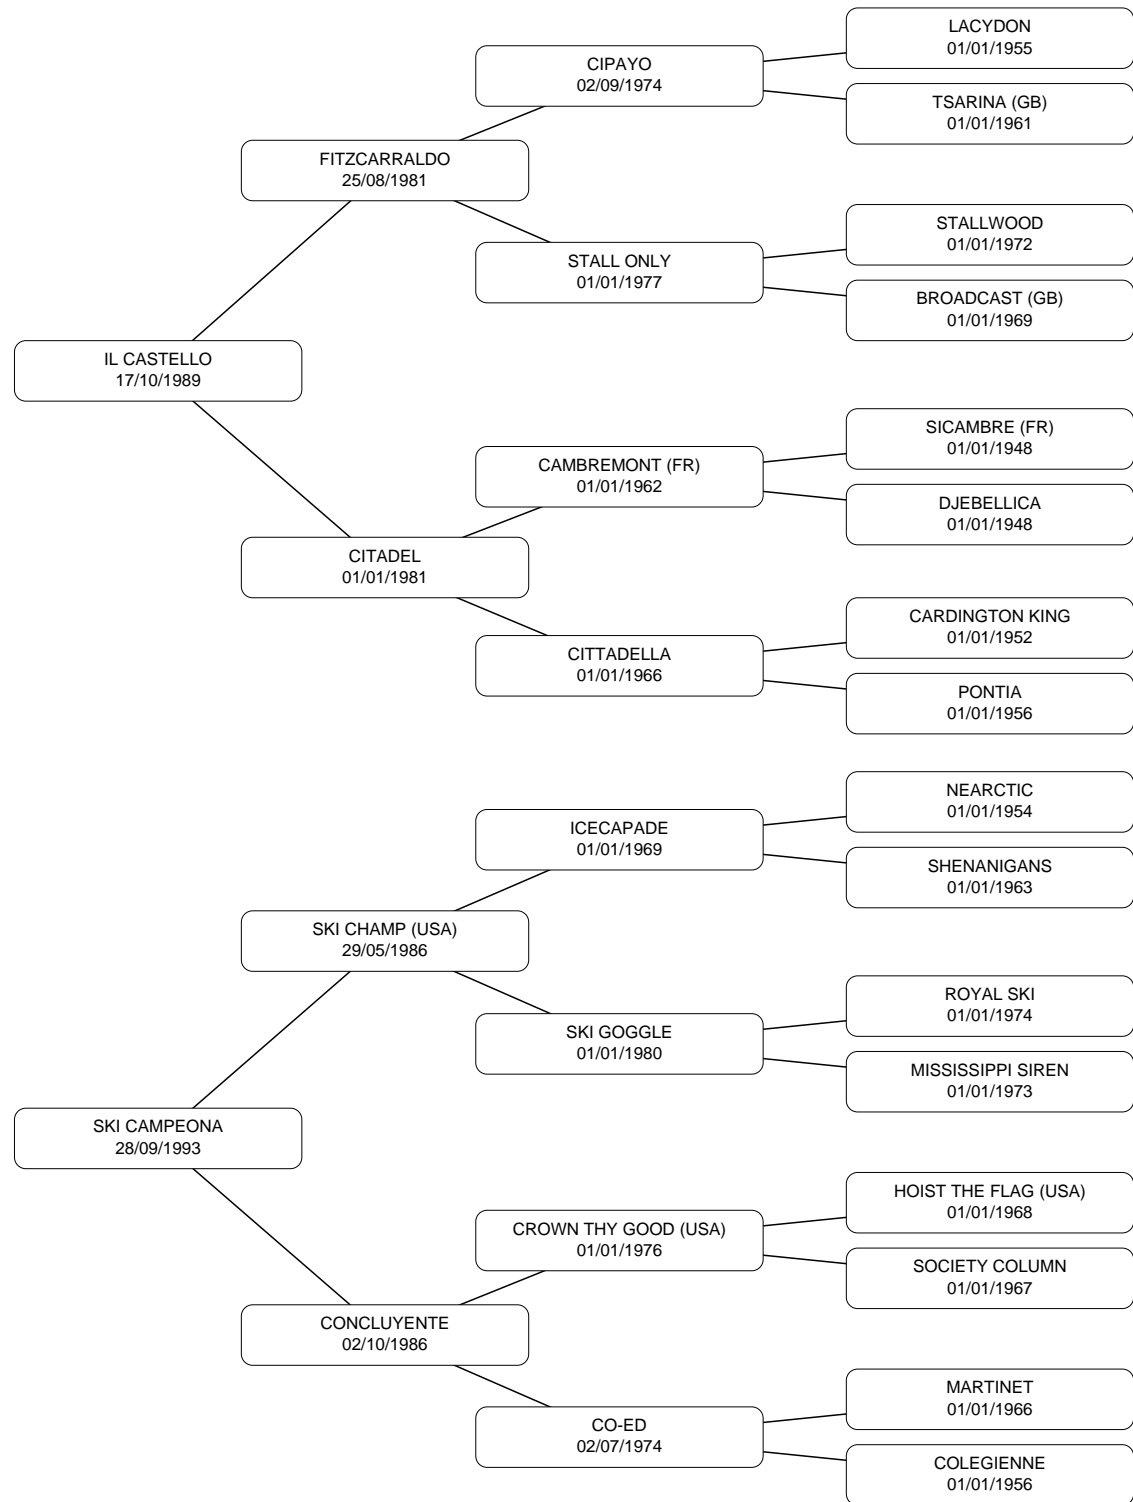 LACYDON
01/01/1955
CIPAYO
02/09/1974
TSARINA (GB)
01/01/1961
FITZCARRALDO
25/08/1981
STALLWOOD
01/01/1972
STALL ONLY
01/01/1977
BROADCAST (GB)
01/01/1969
IL CASTELLO
17/10/1989
SICAMBRE (FR)
01/01/1948
CAMBREMONT (FR)
01/01/1962
DJEBELLICA
01/01/1948
CITADEL
01/01/1981
CARDINGTON KING
01/01/1952
CITTADELLA
01/01/1966
PONTIA
01/01/1956
NEARCTIC
01/01/1954
ICECAPADE
01/01/1969
SHENANIGANS
01/01/1963
SKI CHAMP (USA)
29/05/1986
ROYAL SKI
01/01/1974
SKI GOGGLE
01/01/1980
MISSISSIPPI SIREN
01/01/1973
SKI CAMPEONA
28/09/1993
HOIST THE FLAG (USA)
01/01/1968
CROWN THY GOOD (USA)
01/01/1976
SOCIETY COLUMN
01/01/1967
CONCLUYENTE
02/10/1986
MARTINET
01/01/1966
CO-ED
02/07/1974
COLEGIENNE
01/01/1956